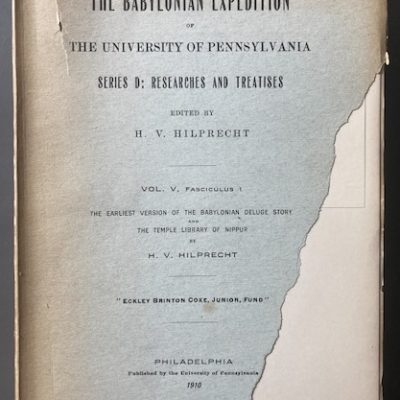 THE BABYLONIAN EXPEDITION
OF
THE UNIVERSITY OF PENNSYLVANIA
SERIES D: RESEARCHES AND TREATISES
EDITED BY
H. V. HILPRECHT
VOL. V, FASCICULUS 1
THE EARLIEST VERSION OF THE BABYLONIAN DELUGE STORY
AND
THE TEMPLE LIBRARY OF NIPPUR
BY
H. V. HILPRECHT
"ECKLEY BRINTON COXE, JUNIOR, FUND"
PHILADELPHIA
Published by the University of Pennsylvania
1910